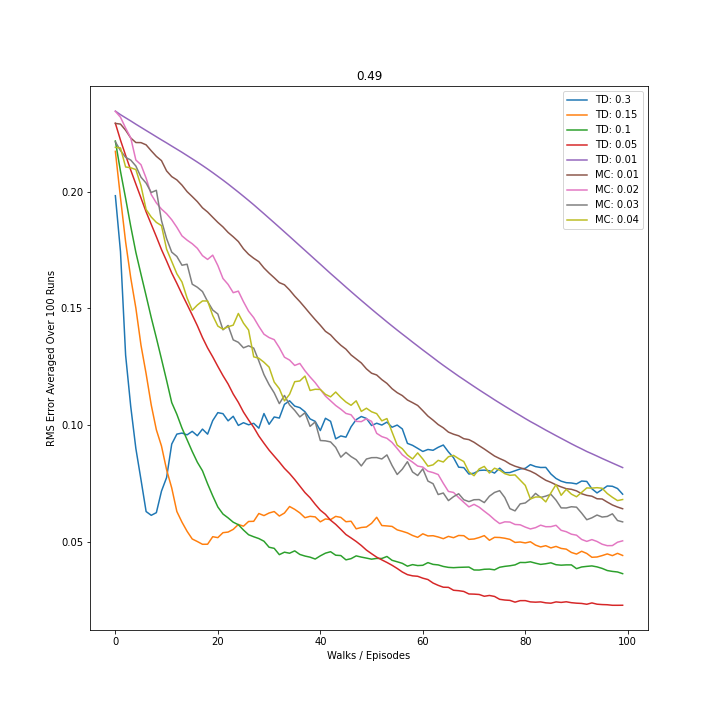 0.49
TD: 0.3
TD: 0.15
TD: 0.1
TD: 0.05
TD: 0.01
MC: 0.01
MC: 0.02
MC: 0.03
MC: 0.04
RMS Error Averaged Over 100 Runs
0.20
0.15
0.10
0.05
0 20 40 60 80 100
Walks / Episodes